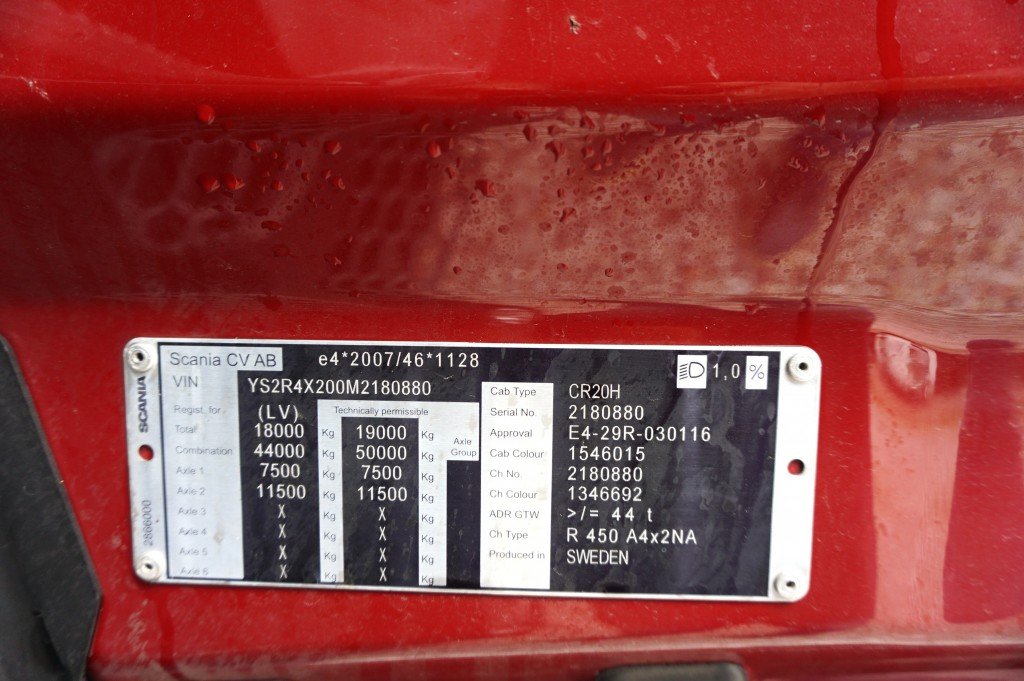 Scania CV AB e4*2007/46*1128 1,0 %
VIN YS2R4X200M2180880
SCANIA
2866000
Regist. for (LV) Technically permissible
Total 18000 Kg 19000 Kg Axle Group
Combination 44000 Kg 50000 Kg
Axle 1 7500 Kg 7500 Kg
Axle 2 11500 Kg 11500 Kg
Axle 3 X Kg X Kg
Axle 4 X Kg X Kg
Axle 5 X Kg X Kg
Axle 6 X Kg X Kg
Cab Type CR20H
Serial No. 2180880
Approval E4-29R-030116
Cab Colour 1546015
Ch No. 2180880
Ch Colour 1346692
ADR GTW >/= 44 t
Ch Type R 450 A4x2NA
Produced in SWEDEN